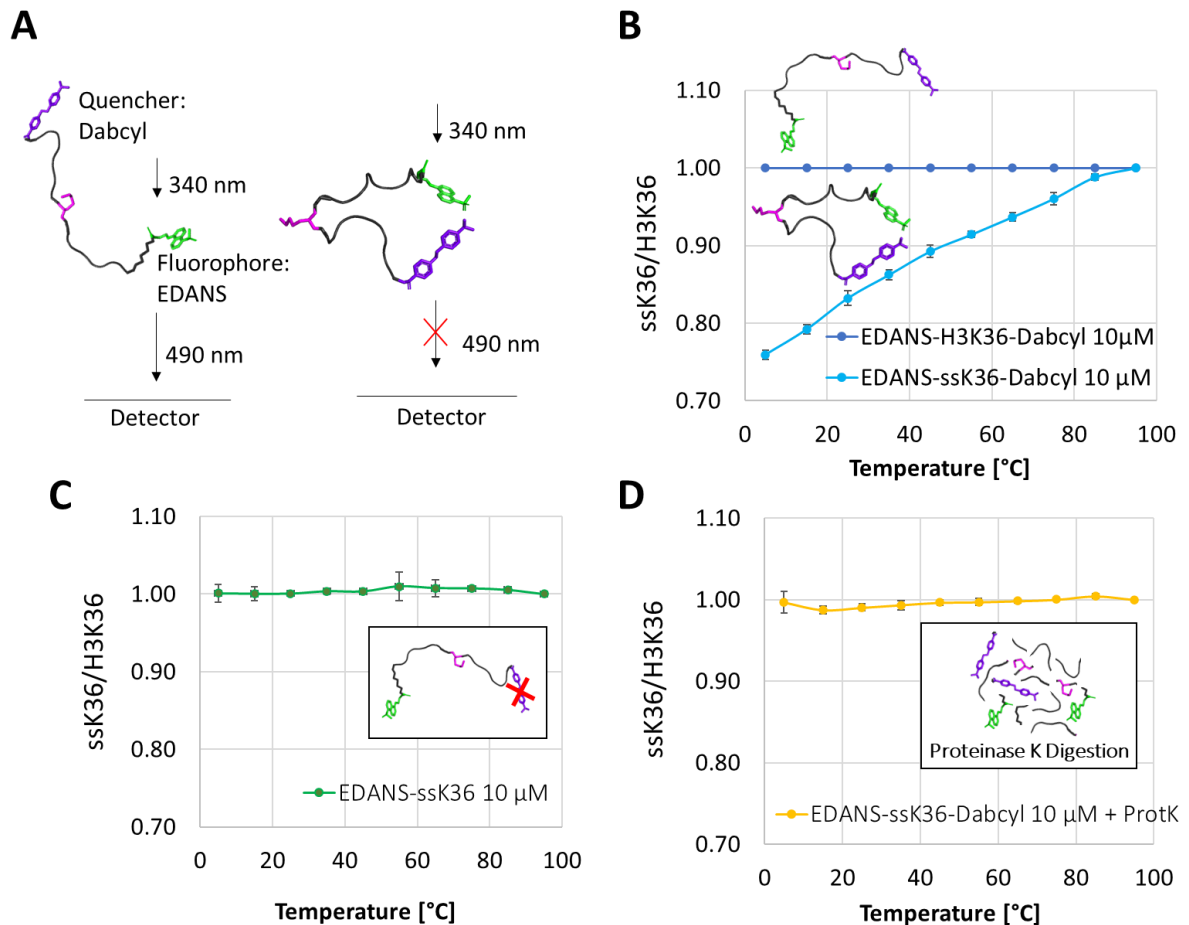 A
Quencher:
Dabcyl
340 nm
Fluorophore:
EDANS
490 nm
Detector
340 nm
490 nm
Detector
B
ssK36/H3K36
1.10
1.00
0.90
0.80
0.70
EDANS-H3K36-Dabcyl 10µM
EDANS-ssK36-Dabcyl 10 µM
0 20 40 60 80 100
Temperature [°C]
C
ssK36/H3K36
1.10
1.00
0.90
0.80
0.70
EDANS-ssK36 10 µM
0 20 40 60 80 100
Temperature [°C]
D
ssK36/H3K36
1.10
1.00
0.90
0.80
0.70
Proteinase K Digestion
EDANS-ssK36-Dabcyl 10 µM + ProtK
0 20 40 60 80 100
Temperature [°C]